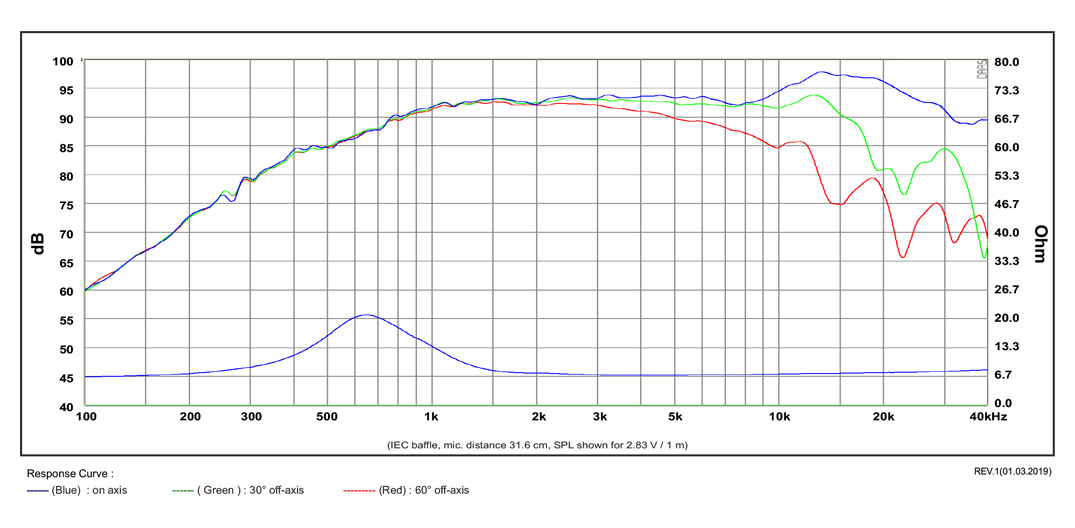 100 80.0
95 73.3
90 66.7
85 60.0
80 53.3
75 46.7
70 40.0
65 33.3
60 26.7
55 20.0
50 13.3
45 6.7
40 0.0
dB
Ohm
DAAS
100 200 300 500 1k 2k 3k 5k 10k 20k 40kHz
(IEC baffle, mic. distance 31.6 cm, SPL shown for 2.83 V / 1 m)
Response Curve :
REV.1(01.03.2019)
(Blue) : on axis ( Green ) : 30° off-axis (Red) : 60° off-axis